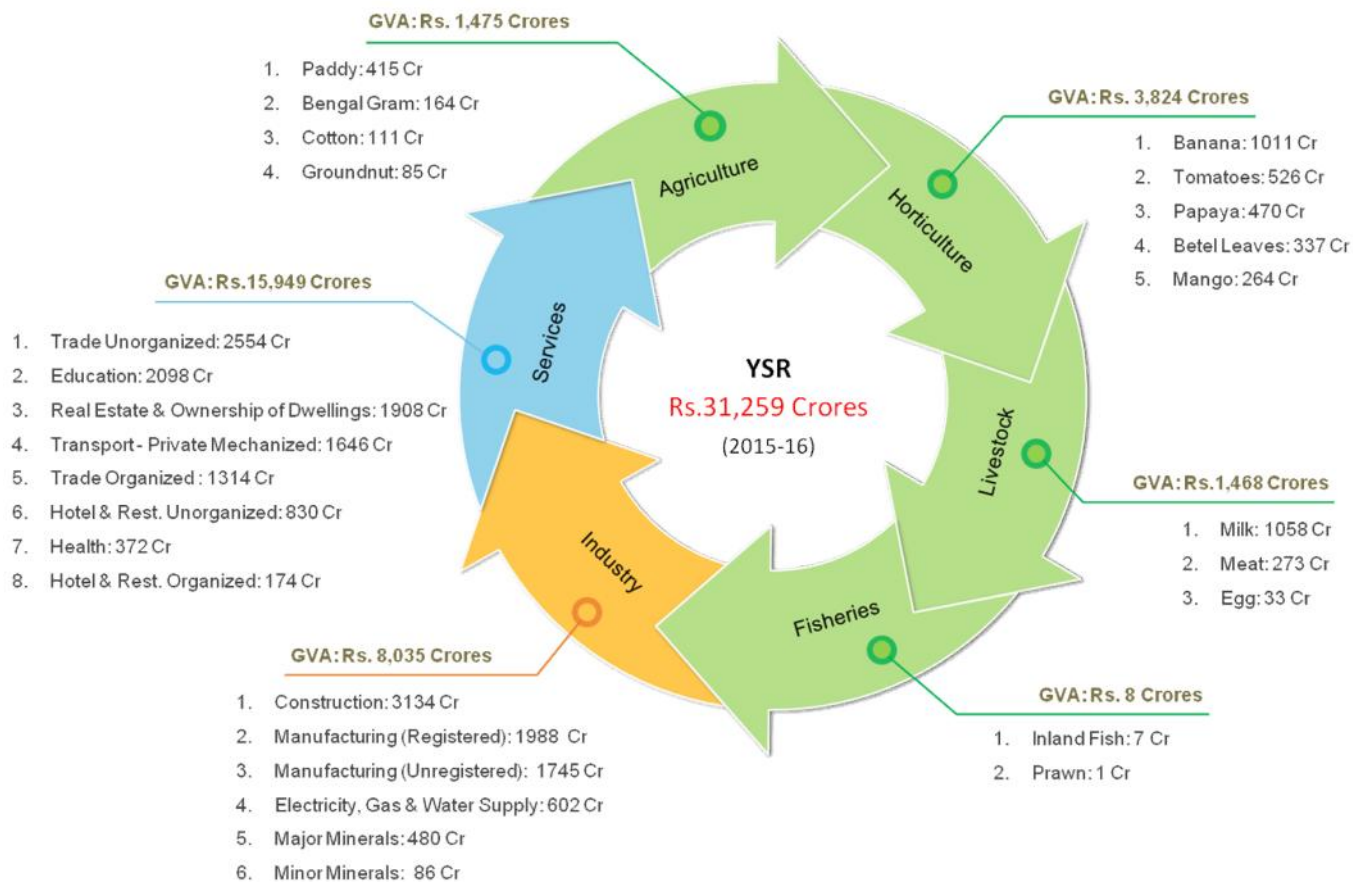 GVA: Rs. 1,475 Crores
1. Paddy: 415 Cr
2. Bengal Gram: 164 Cr
3. Cotton: 111 Cr
4. Groundnut: 85 Cr
Agriculture
GVA: Rs. 3,824 Crores
1. Banana: 1011 Cr
2. Tomatoes: 526 Cr
3. Papaya: 470 Cr
4. Betel Leaves: 337 Cr
5. Mango: 264 Cr
Horticulture
GVA: Rs.15,949 Crores
1. Trade Unorganized: 2554 Cr
2. Education: 2098 Cr
3. Real Estate & Ownership of Dwellings: 1908 Cr
4. Transport - Private Mechanized: 1646 Cr
5. Trade Organized : 1314 Cr
6. Hotel & Rest. Unorganized: 830 Cr
7. Health: 372 Cr
8. Hotel & Rest. Organized: 174 Cr
Services
YSR
Rs.31,259 Crores
(2015-16)
Livestock
GVA: Rs.1,468 Crores
1. Milk: 1058 Cr
2. Meat: 273 Cr
3. Egg: 33 Cr
Industry
Fisheries
GVA: Rs. 8,035 Crores
1. Construction: 3134 Cr
2. Manufacturing (Registered): 1988 Cr
3. Manufacturing (Unregistered): 1745 Cr
4. Electricity, Gas & Water Supply: 602 Cr
5. Major Minerals: 480 Cr
6. Minor Minerals: 86 Cr
GVA: Rs. 8 Crores
1. Inland Fish: 7 Cr
2. Prawn: 1 Cr